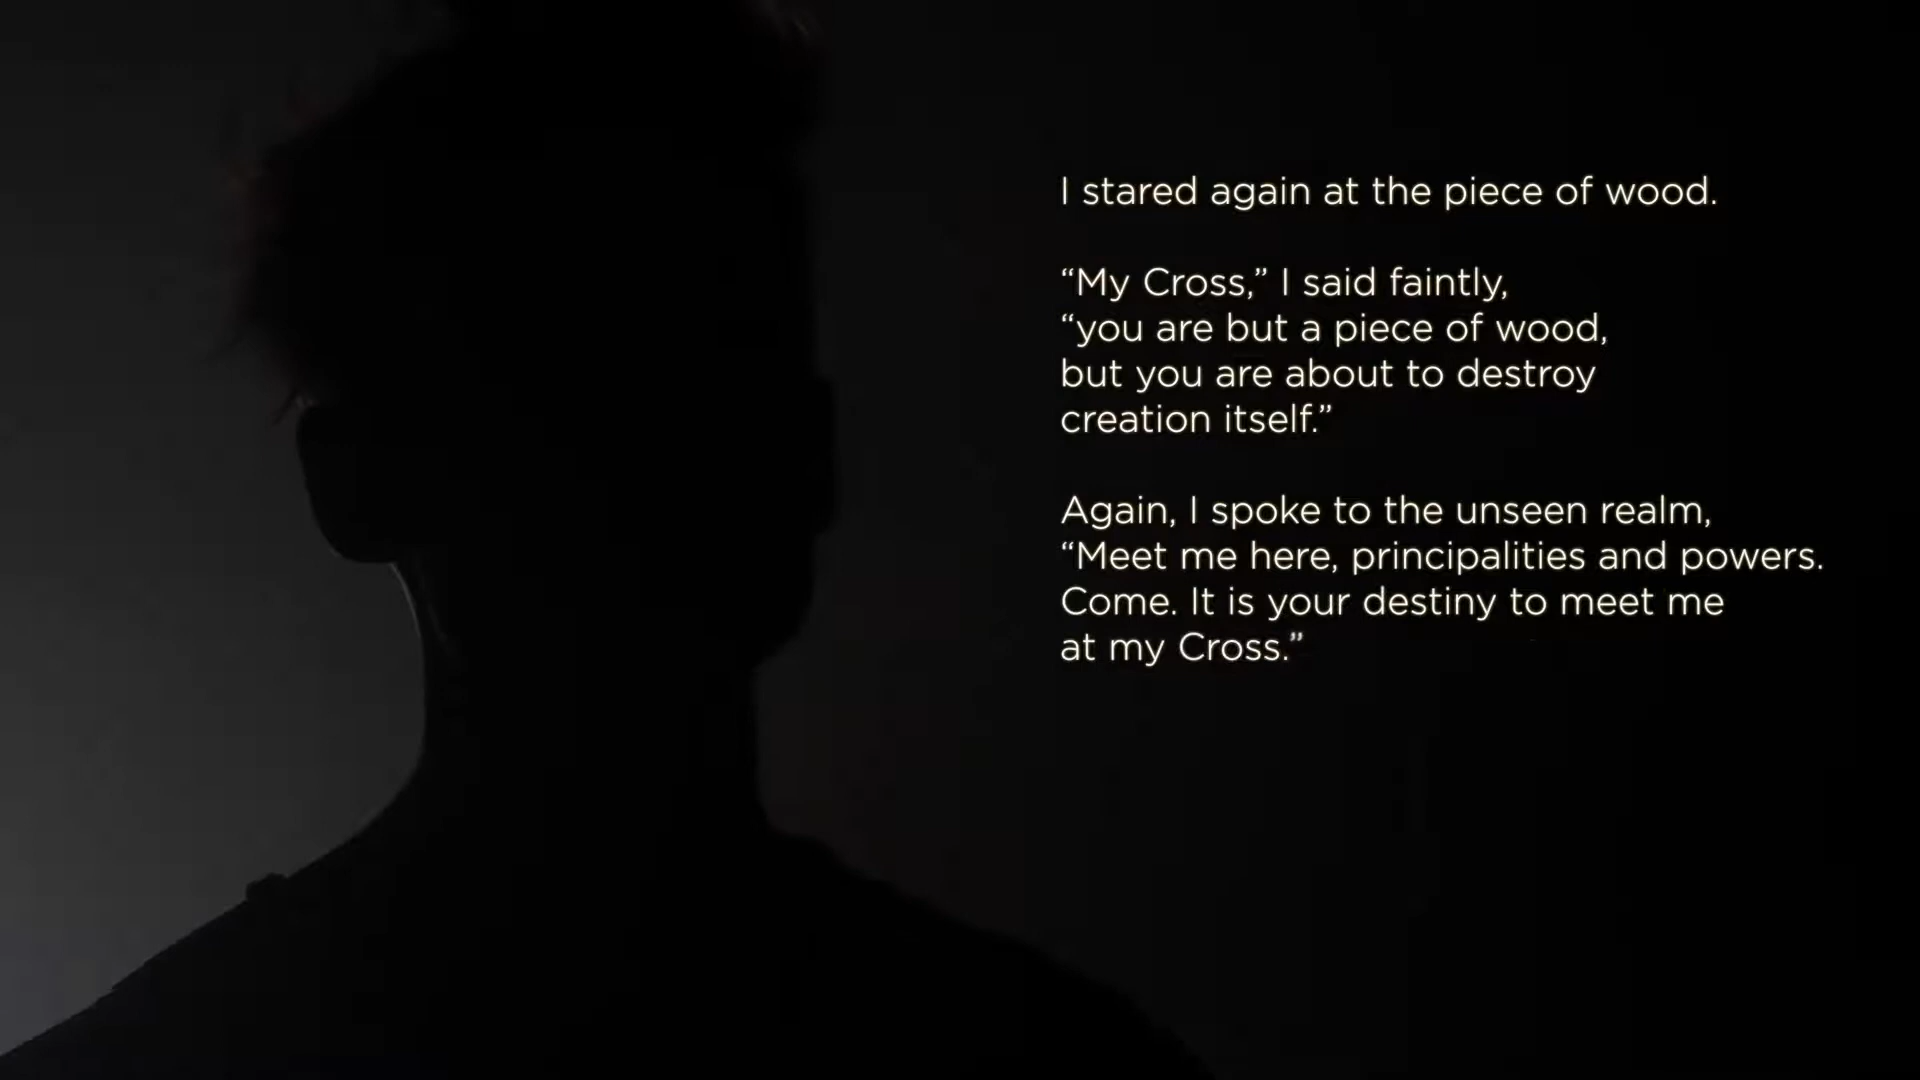 I stared again at the piece of wood.
“My Cross,” I said faintly,
“you are but a piece of wood,
but you are about to destroy
creation itself.”
Again, I spoke to the unseen realm,
“Meet me here, principalities and powers.
Come. It is your destiny to meet me
at my Cross.”